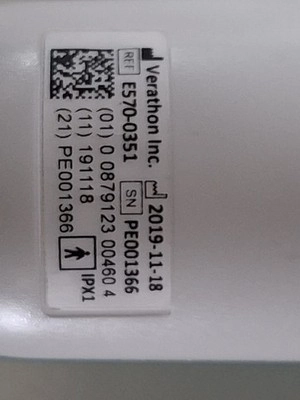 Verathon Inc. 2019-11-18
REF E570-0351 SN PE001366
(01) 0 0879123 00460 4
(11) 191118
(21) PE001366
IPX1